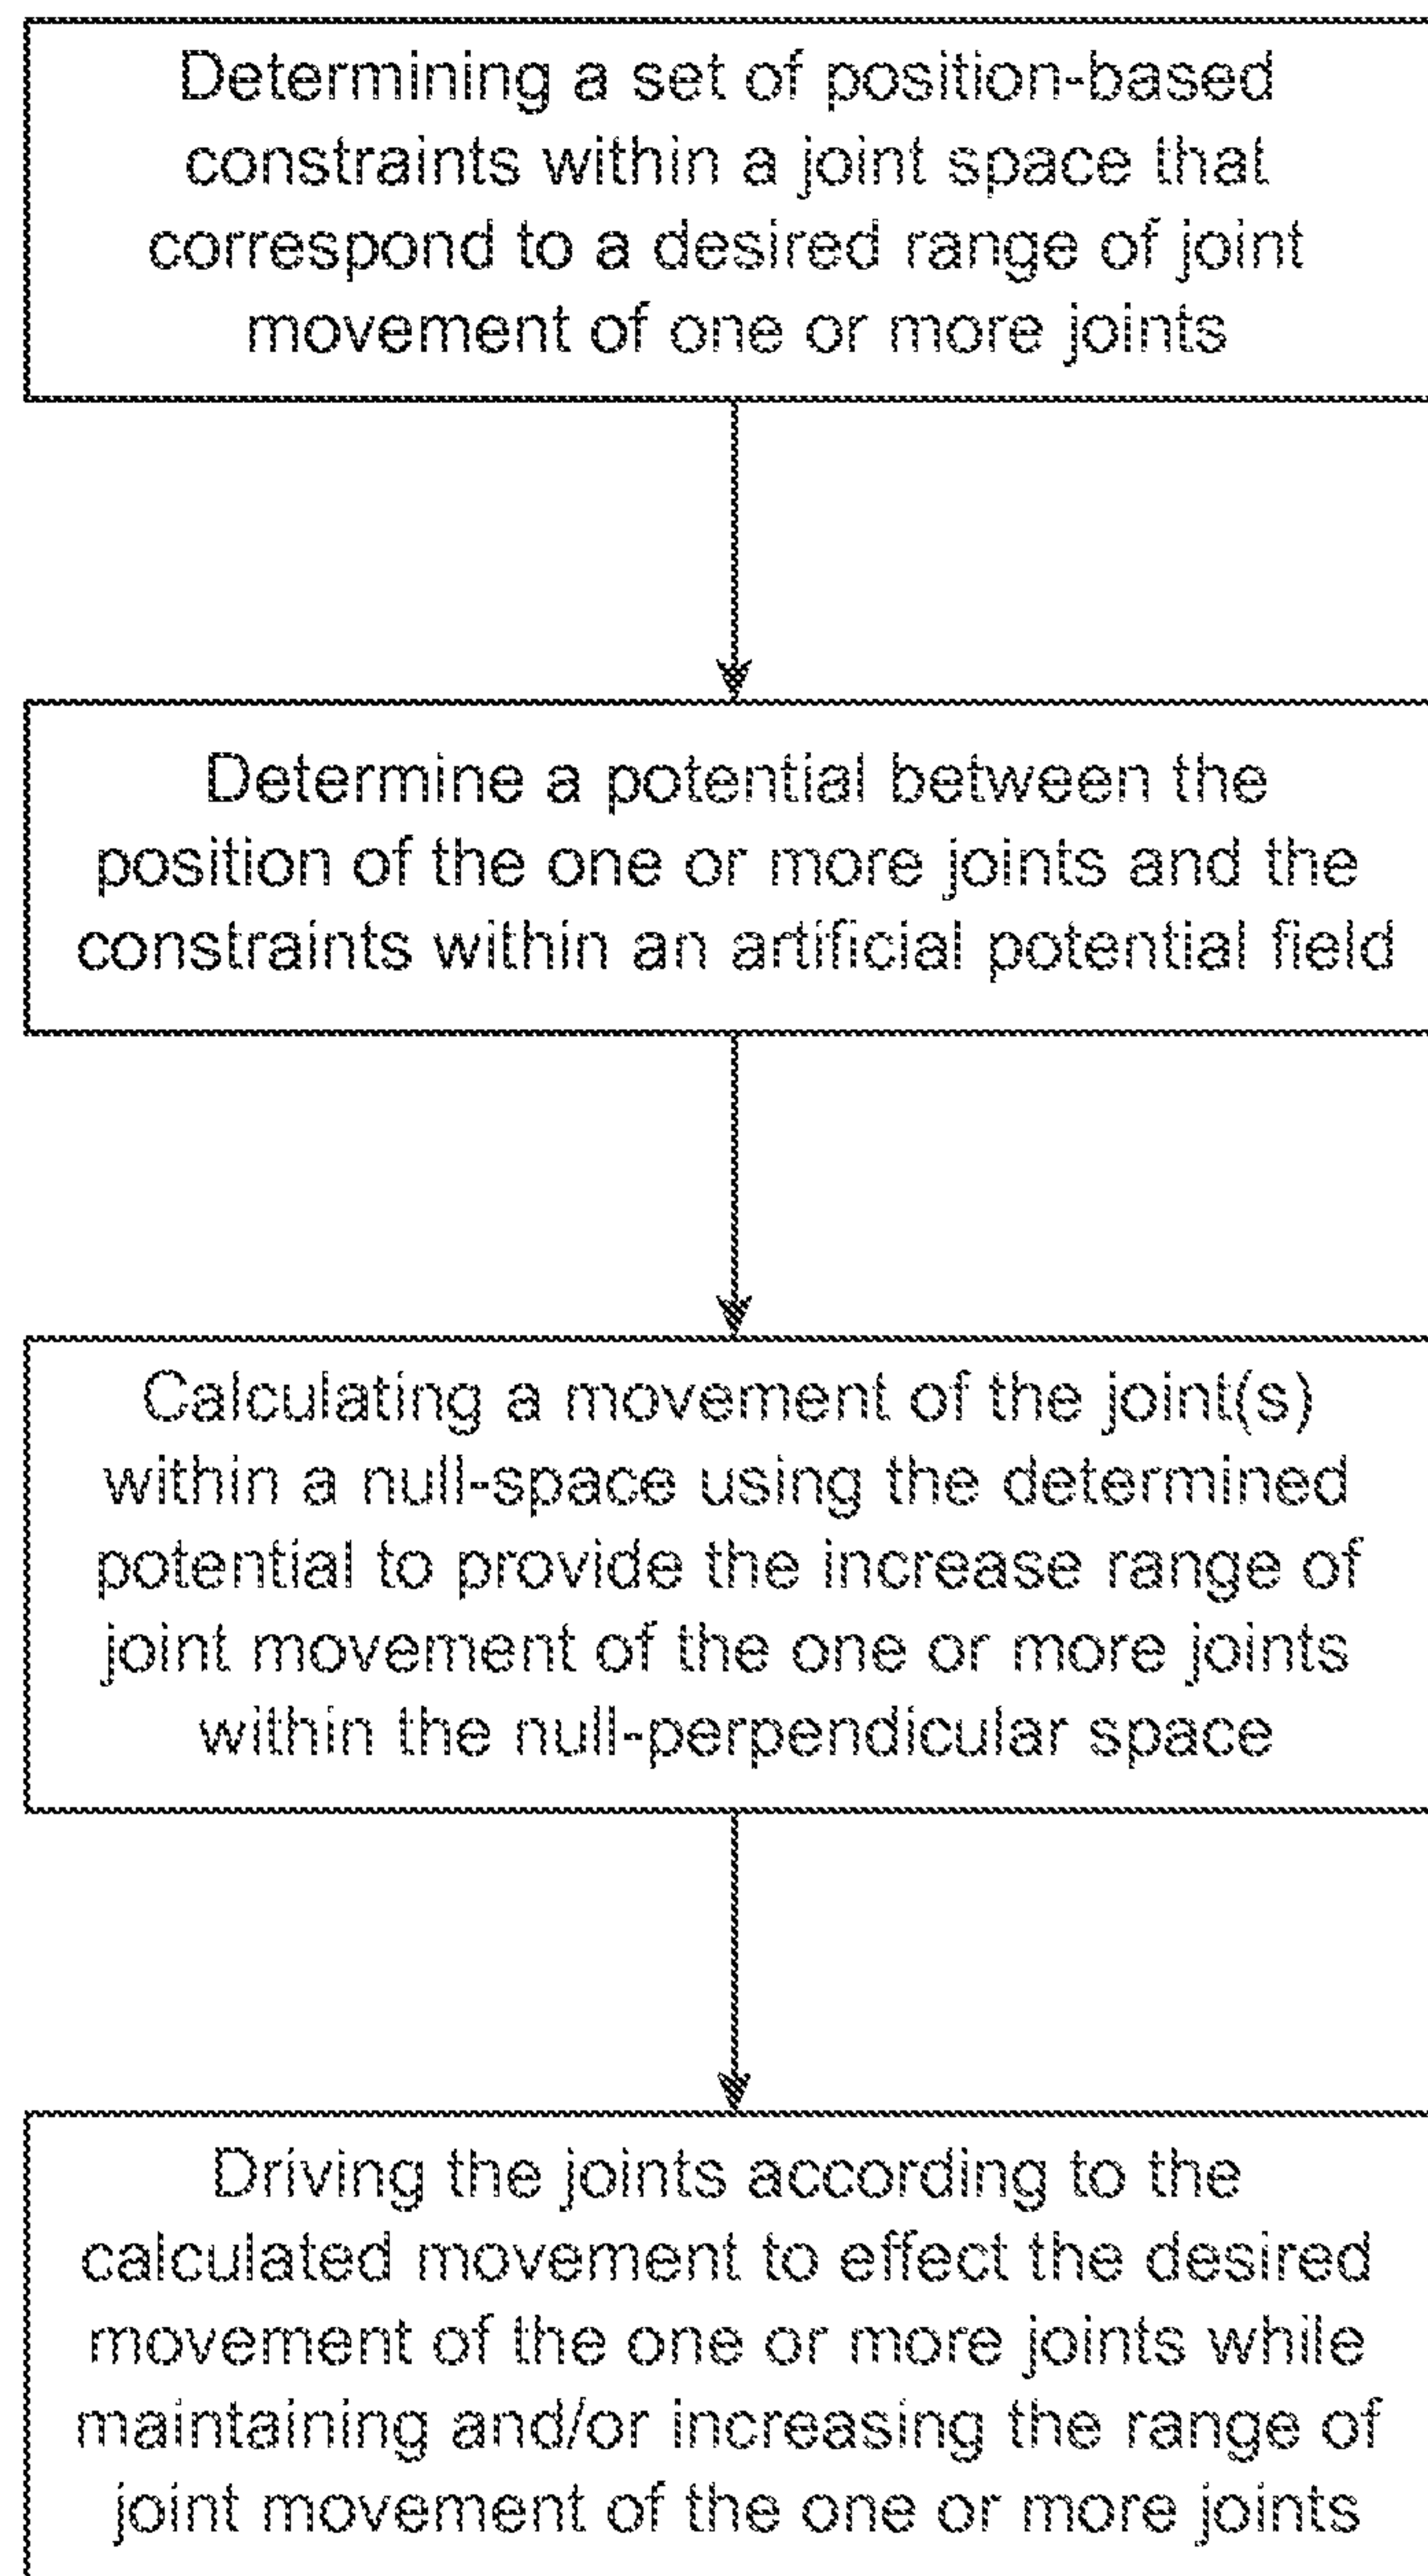 Determining a set of position-based
constraints within a joint space that
correspond to a desired range of joint
movement of one or more joints
Determine a potential between the
position of the one or more joints and the
constraints within an artificial potential field
Calculating a movement of the joint(s)
within a null-space using the determined
potential to provide the increase range of
joint movement of the one or more joints
within the null-perpendicular space
Driving the joints according to the
calculated movement to effect the desired
movement of the one or more joints while
maintaining and/or increasing the range of
joint movement of the one or more joints